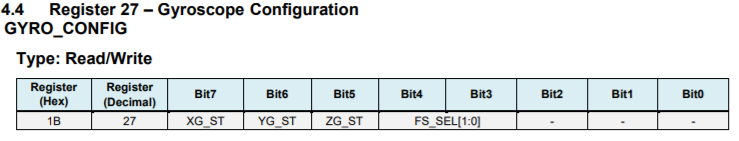 4.4 Register 27 – Gyroscope Configuration
GYRO_CONFIG
Type: Read/Write
Register (Hex) Register (Decimal) Bit7 Bit6 Bit5 Bit4 Bit3 Bit2 Bit1 Bit0
1B 27 XG_ST YG_ST ZG_ST FS_SEL[1:0] - - -